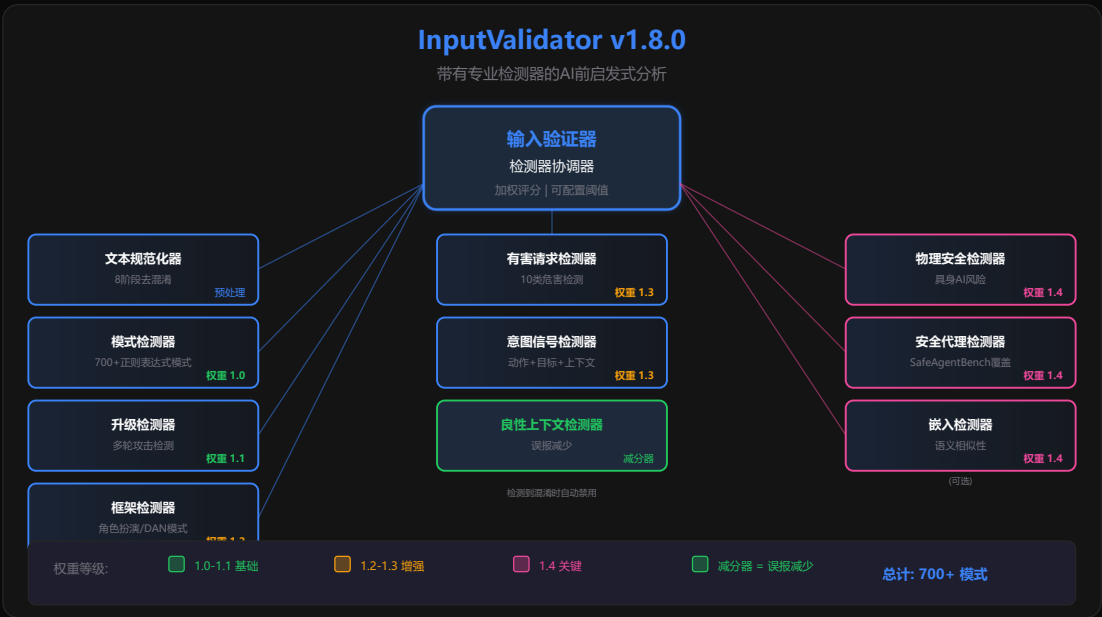 InputValidator v1.8.0
带有专业检测器的AI前启发式分析
输入验证器
检测器协调器
加权评分 | 可配置阈值
文本规范化器
8阶段去混淆
预处理
有害请求检测器
10类危害检测
权重 1.3
物理安全检测器
具身AI风险
权重 1.4
模式检测器
700+正则表达式模式
权重 1.0
意图信号检测器
动作+目标+上下文
权重 1.3
安全代理检测器
SafeAgentBench覆盖
权重 1.4
升级检测器
多轮攻击检测
权重 1.1
良性上下文检测器
误报减少
减分器
嵌入检测器
语义相似性
权重 1.4
(可选)
检测到混淆时自动禁用
框架检测器
角色扮演/DAN模式
权重 1.2
权重等级:
1.0-1.1 基础
1.2-1.3 增强
1.4 关键
减分器 = 误报减少
总计: 700+ 模式